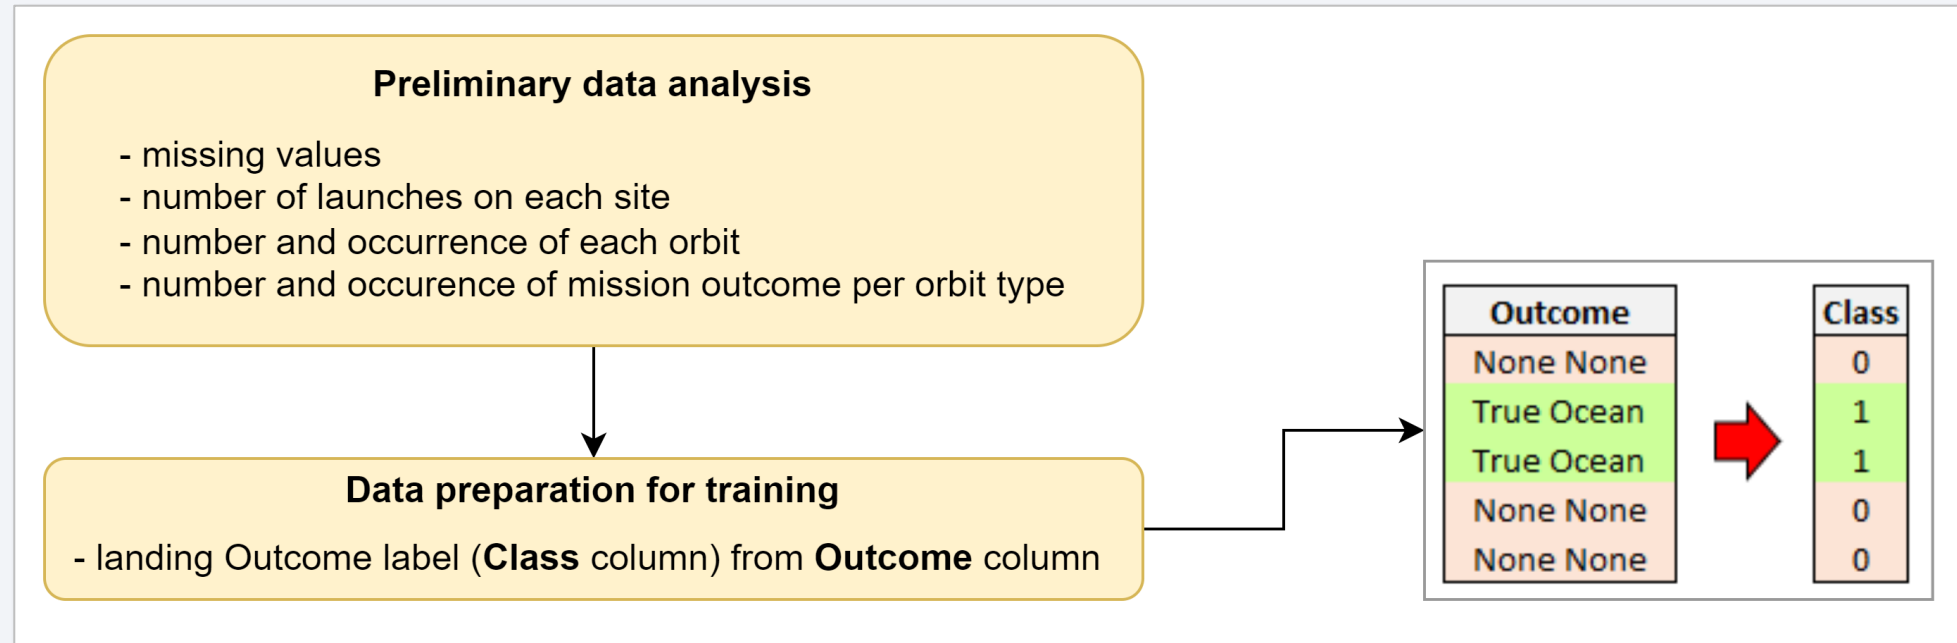 Preliminary data analysis
- missing values
- number of launches on each site
- number and occurrence of each orbit
- number and occurence of mission outcome per orbit type
Data preparation for training
- landing Outcome label (Class column) from Outcome column
Outcome Class
None None 0
True Ocean 1
True Ocean 1
None None 0
None None 0